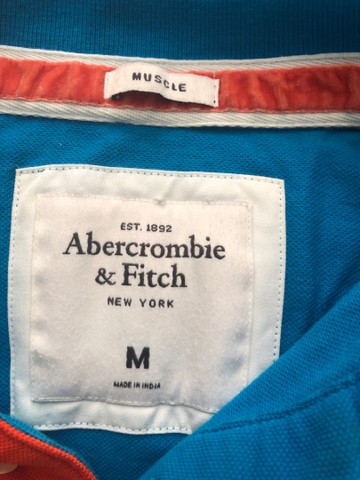 MUSCLE
EST. 1892
Abercrombie
& Fitch
NEW YORK
M
MADE IN INDIA